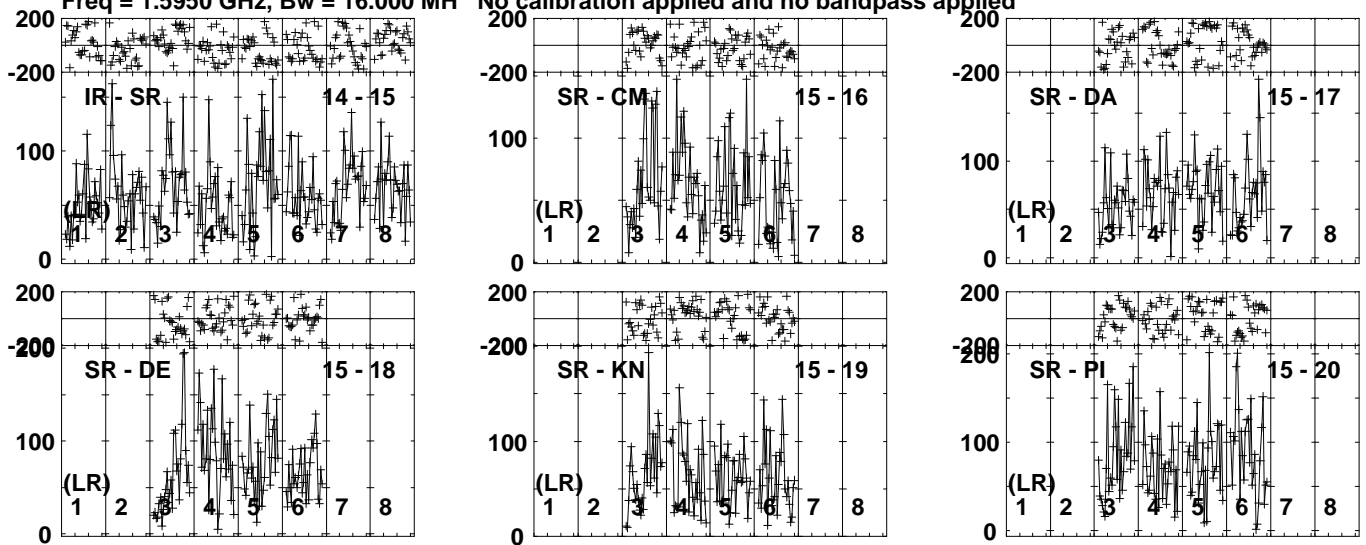 Freq = 1.5950 GHz, Bw = 16.000 MH No calibration applied and no bandpass applied
200
-200
IR - SR 14 - 15
100
(LR)
1 2 3 4 5 6 7 8
0
200
-200
SR - CM 15 - 16
100
(LR)
1 2 3 4 5 6 7 8
0
200
-200
SR - DA 15 - 17
100
(LR)
1 2 3 4 5 6 7 8
0
200
-200
200
SR - DE 15 - 18
100
(LR)
1 2 3 4 5 6 7 8
0
200
-200
SR - KN 15 - 19
100
(LR)
1 2 3 4 5 6 7 8
0
200
-200
200
SR - PI 15 - 20
100
(LR)
1 2 3 4 5 6 7 8
0